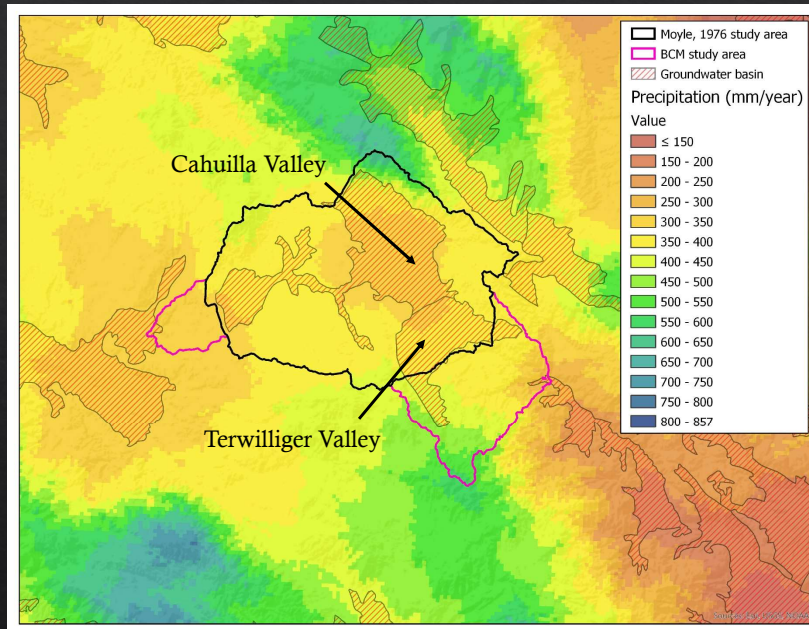 Moyle, 1976 study area
BCM study area
Groundwater basin
Precipitation (mm/year)
Value
≤ 150
150 - 200
200 - 250
250 - 300
300 - 350
350 - 400
400 - 450
450 - 500
500 - 550
550 - 600
600 - 650
650 - 700
700 - 750
750 - 800
800 - 857
Cahuilla Valley
Terwilliger Valley